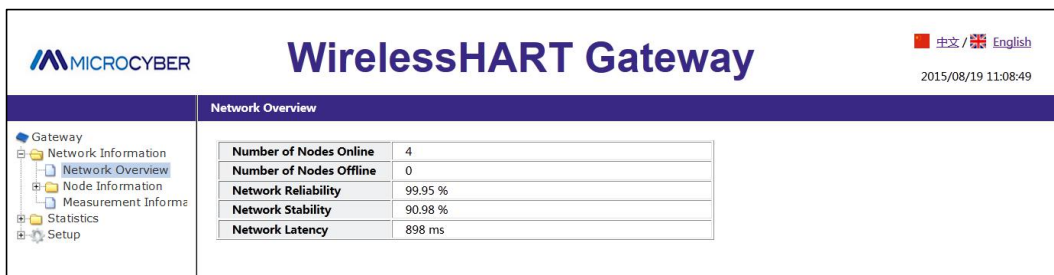 MICROCYBER
WirelessHART Gateway
中文 / English
2015/08/19 11:08:49
Network Overview
Gateway
Network Information
Network Overview
Node Information
Measurement Informa
Statistics
Setup
Number of Nodes Online 4
Number of Nodes Offline 0
Network Reliability 99.95 %
Network Stability 90.98 %
Network Latency 898 ms